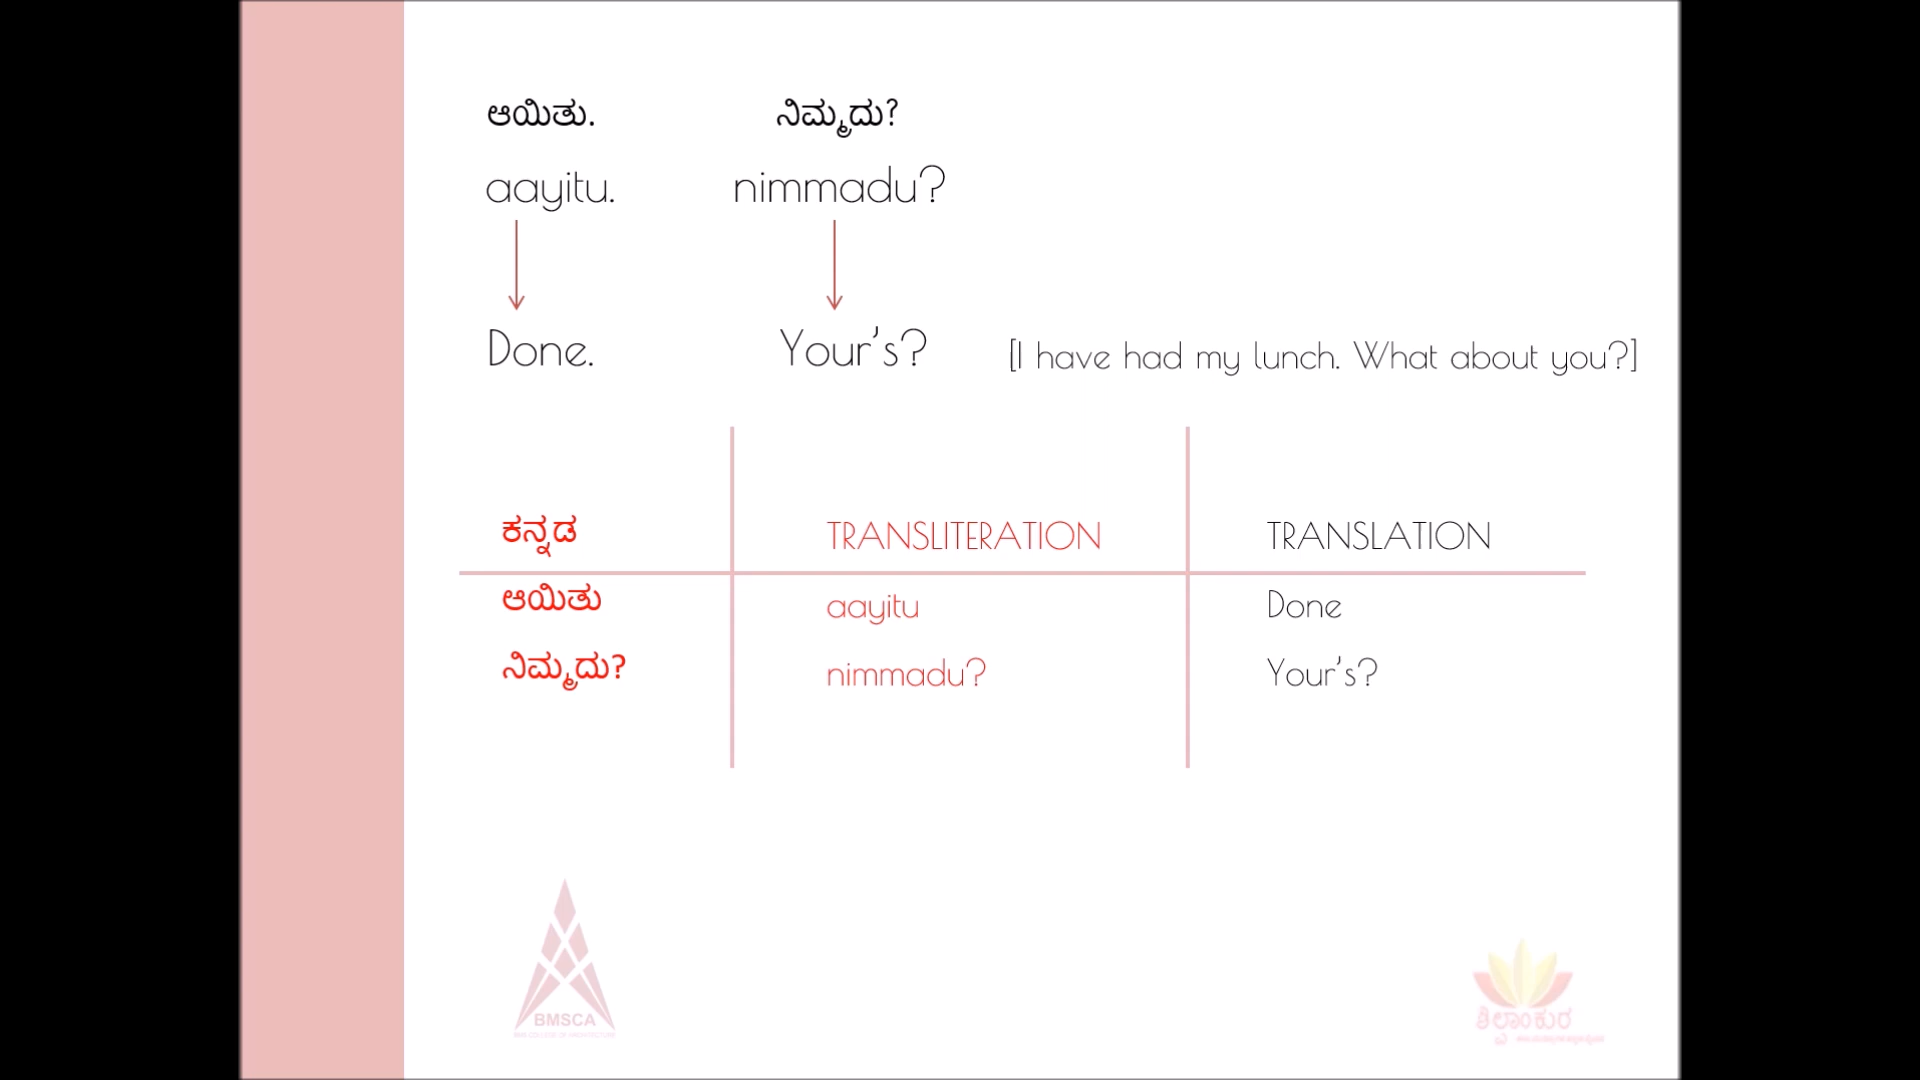 ಆಯಿತು. ನಿಮ್ಮದು?
aayitu. nimmadu?
Done. Your's? [I have had my lunch. What about you?]
ಕನ್ನಡ TRANSLITERATION TRANSLATION
ಆಯಿತು aayitu Done
ನಿಮ್ಮದು? nimmadu? Your's?
BMSCA
ಶಿಲ್ಪಾಂಕುರ